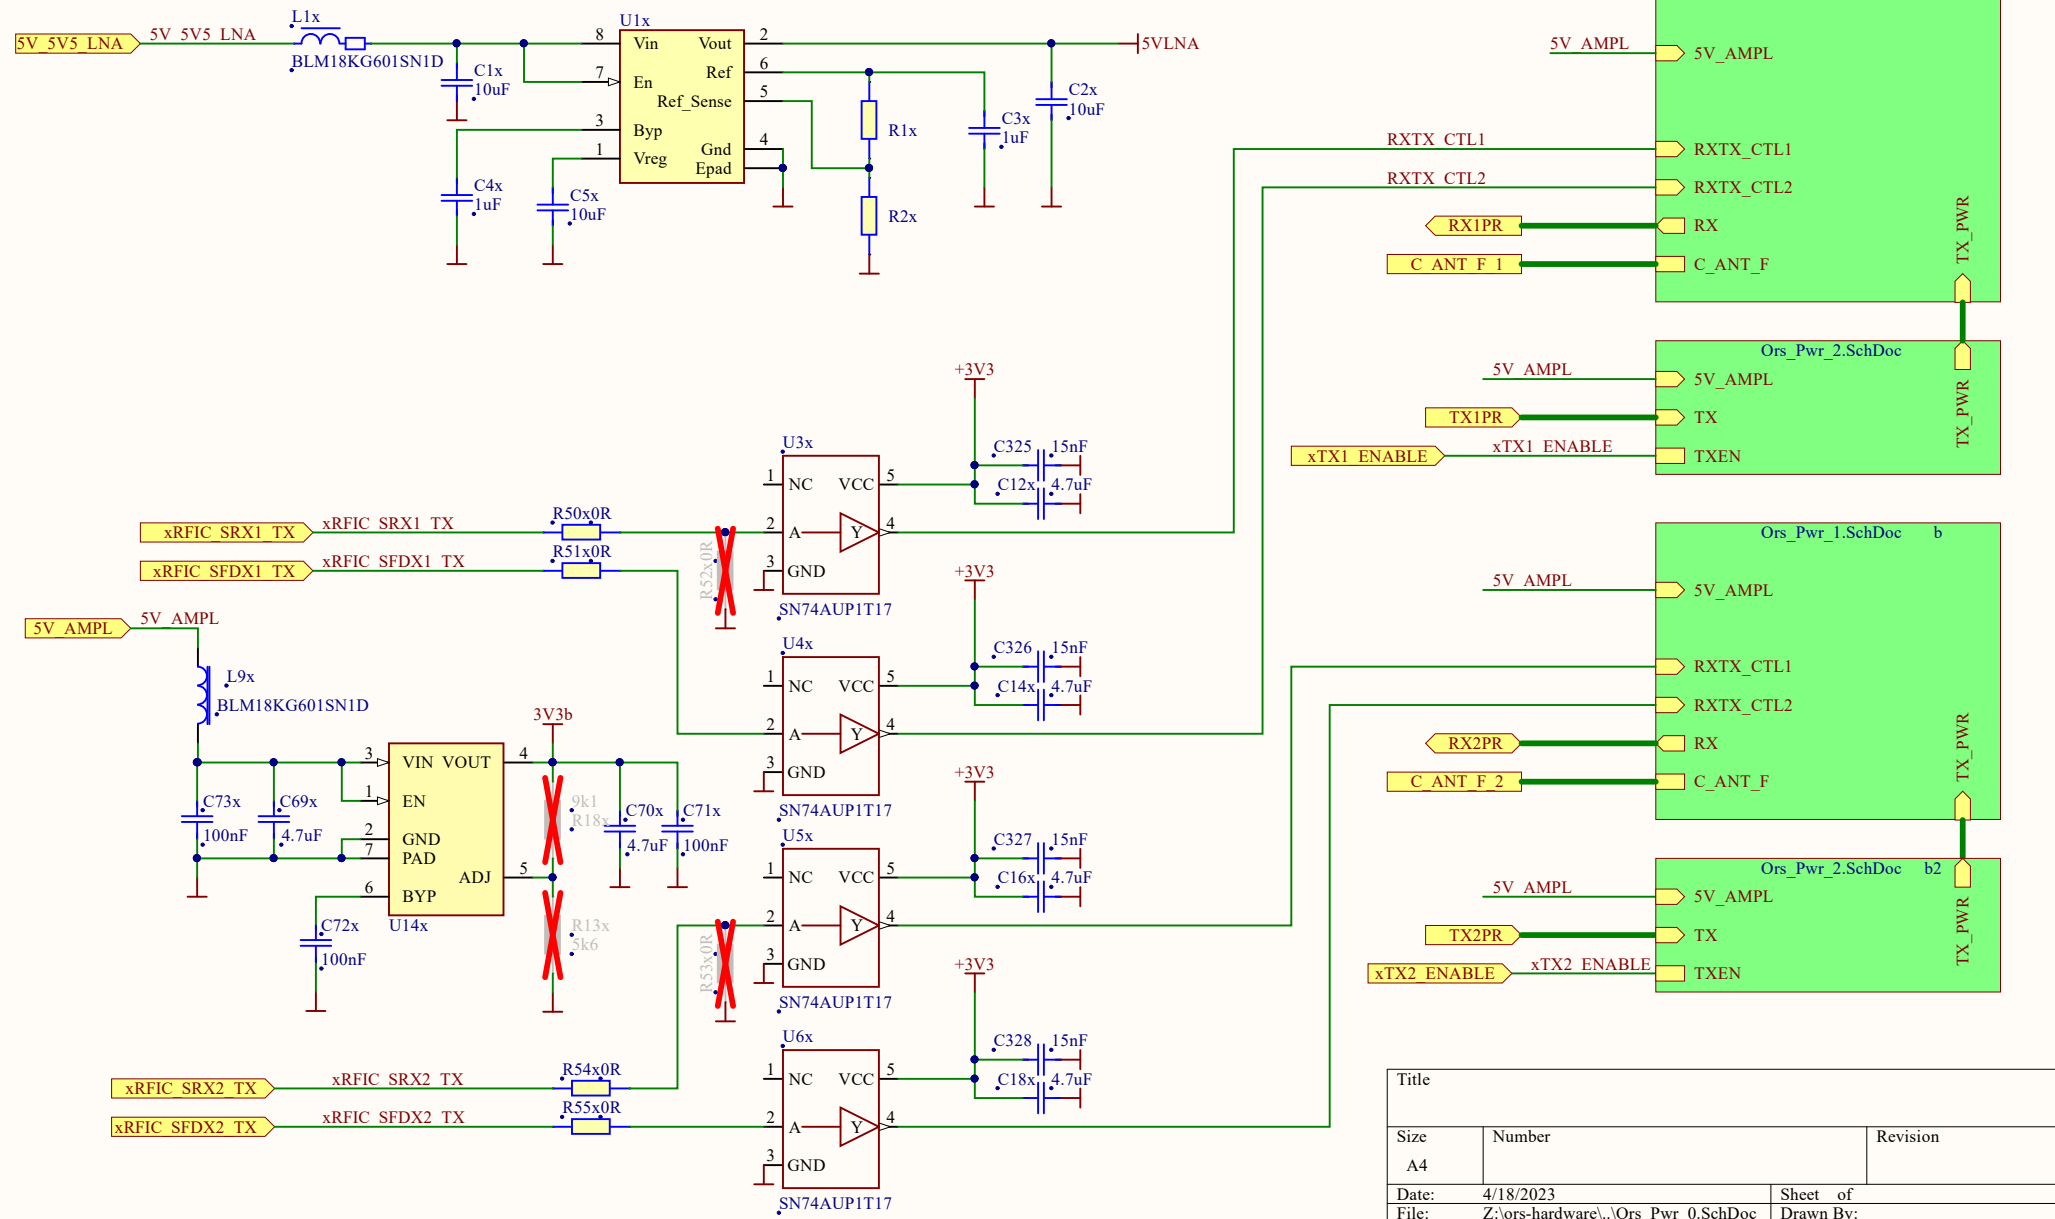 L1x
5V_5V5_LNA
5V_5V5_LNA
BLM18KG601SN1D
C1x
10uF
C4x
1uF
C5x
10uF
U1x
8
Vin
7
En
3
Byp
1
Vreg
Vout
2
Ref
6
Ref_Sense
5
Gnd
4
Epad
R1x
R2x
C3x
1uF
C2x
10uF
5VLNA
5V_AMPL
5V_AMPL
RXTX_CTL1
RXTX_CTL1
RXTX_CTL2
RXTX_CTL2
RX1PR
RX
C_ANT_F_1
C_ANT_F
TX_PWR
Ors_Pwr_2.SchDoc
5V_AMPL
5V_AMPL
TX1PR
TX
xTX1_ENABLE
xTX1_ENABLE
TXEN
TX_PWR
Ors_Pwr_1.SchDoc b
5V_AMPL
5V_AMPL
RXTX_CTL1
RXTX_CTL2
RX2PR
RX
C_ANT_F_2
C_ANT_F
TX_PWR
Ors_Pwr_2.SchDoc b2
5V_AMPL
5V_AMPL
TX2PR
TX
xTX2_ENABLE
xTX2_ENABLE
TXEN
TX_PWR
xRFIC_SRX1_TX
xRFIC_SRX1_TX
R50x0R
xRFIC_SFDX1_TX
xRFIC_SFDX1_TX
R51x0R
R52x0R
U3x
1
NC
VCC
5
2
A
Y
4
3
GND
SN74AUP1T17
+3V3
C325
15nF
C12x
4.7uF
U4x
1
NC
VCC
5
2
A
Y
4
3
GND
SN74AUP1T17
+3V3
C326
15nF
C14x
4.7uF
U5x
1
NC
VCC
5
2
A
Y
4
3
GND
SN74AUP1T17
+3V3
C327
15nF
C16x
4.7uF
U6x
1
NC
VCC
5
2
A
Y
4
3
GND
SN74AUP1T17
+3V3
C328
15nF
C18x
4.7uF
5V_AMPL
5V_AMPL
L9x
BLM18KG601SN1D
3V3b
3
VIN
VOUT
4
1
EN
2
GND
7
PAD
ADJ
5
6
BYP
U14x
C73x
100nF
C69x
4.7uF
C72x
100nF
9k1
R18x
R13x
5k6
C70x
4.7uF
C71x
100nF
R53x0R
xRFIC_SRX2_TX
xRFIC_SRX2_TX
R54x0R
xRFIC_SFDX2_TX
xRFIC_SFDX2_TX
R55x0R
Title
Size
Number
Revision
A4
Date:
4/18/2023
Sheet of
File:
Z:\ors-hardware\..\Ors_Pwr_0.SchDoc
Drawn By: